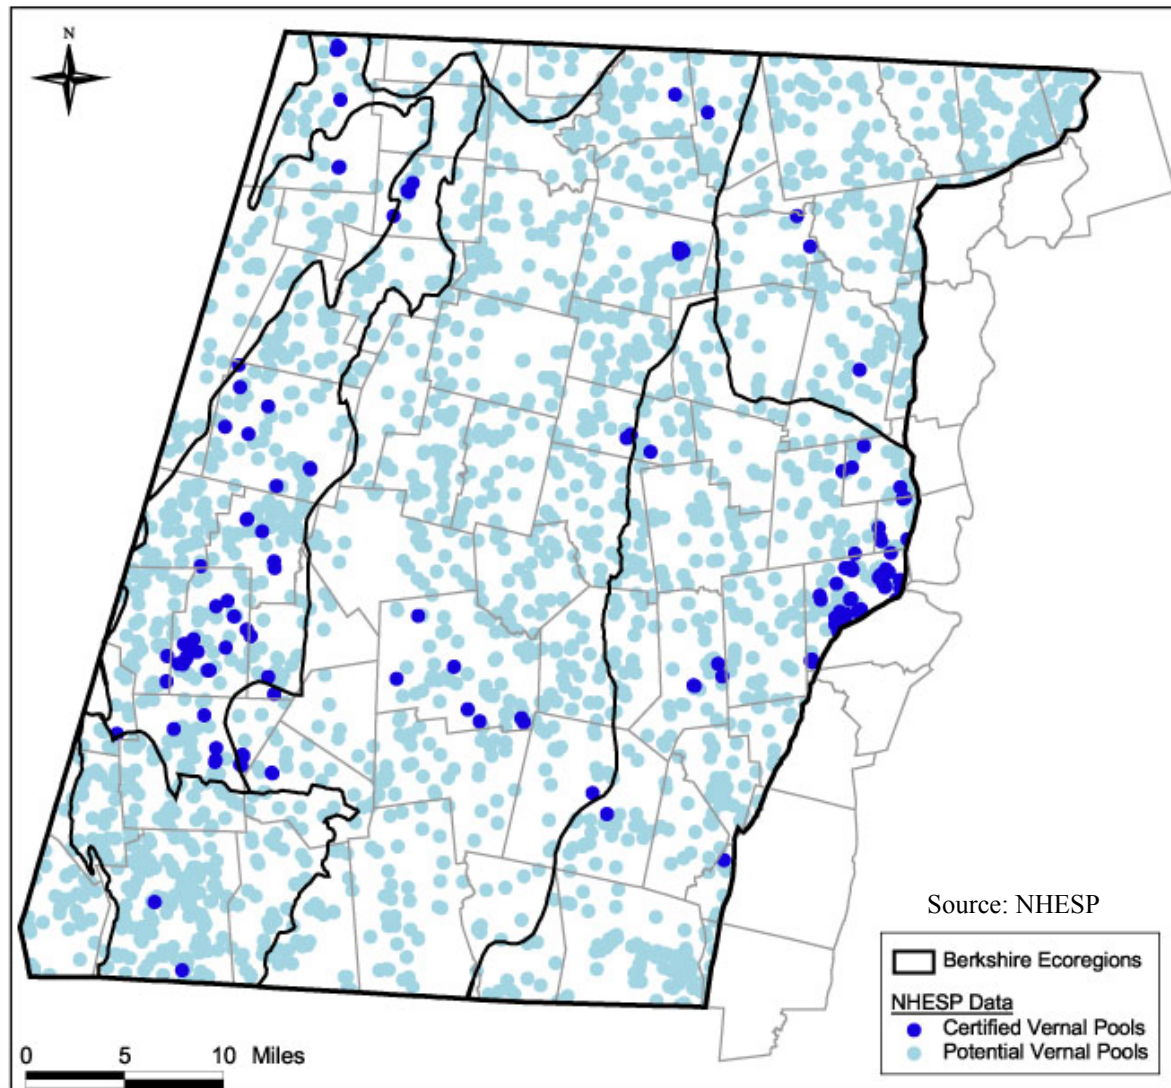 N
Source: NHESP
Berkshire Ecoregions
NHESP Data
Certified Vernal Pools
Potential Vernal Pools
0 5 10 Miles